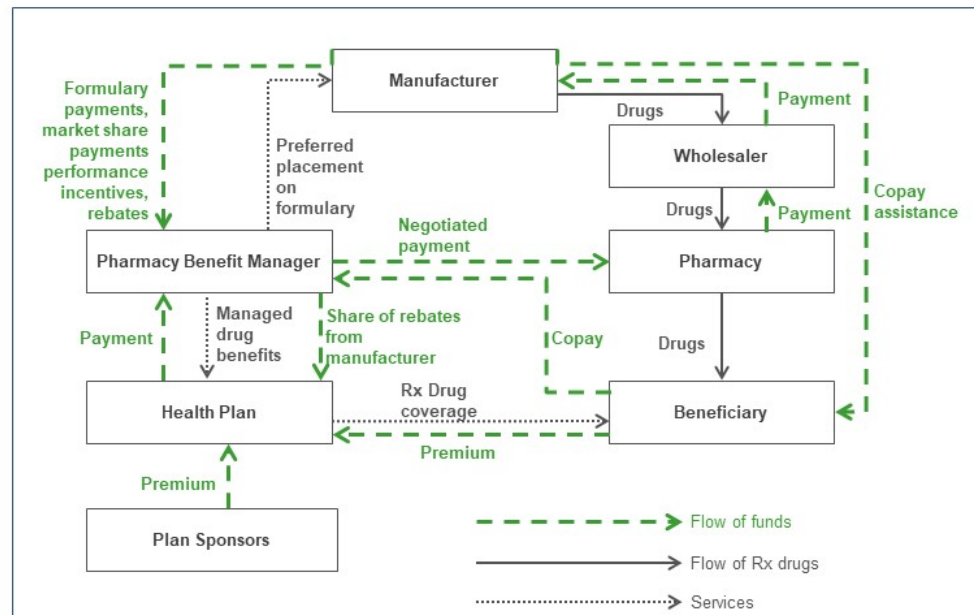 Manufacturer
Formulary
payments,
market share
payments
performance
incentives,
rebates
Preferred
placement
on
formulary
Drugs
Payment
Wholesaler
Copay
assistance
Drugs
Payment
Negotiated
payment
Pharmacy Benefit Manager
Pharmacy
Payment
Managed
drug
benefits
Share of rebates
from
manufacturer
Copay
Drugs
Rx Drug
coverage
Health Plan
Beneficiary
Premium
Premium
Plan Sponsors
Flow of funds
Flow of Rx drugs
Services